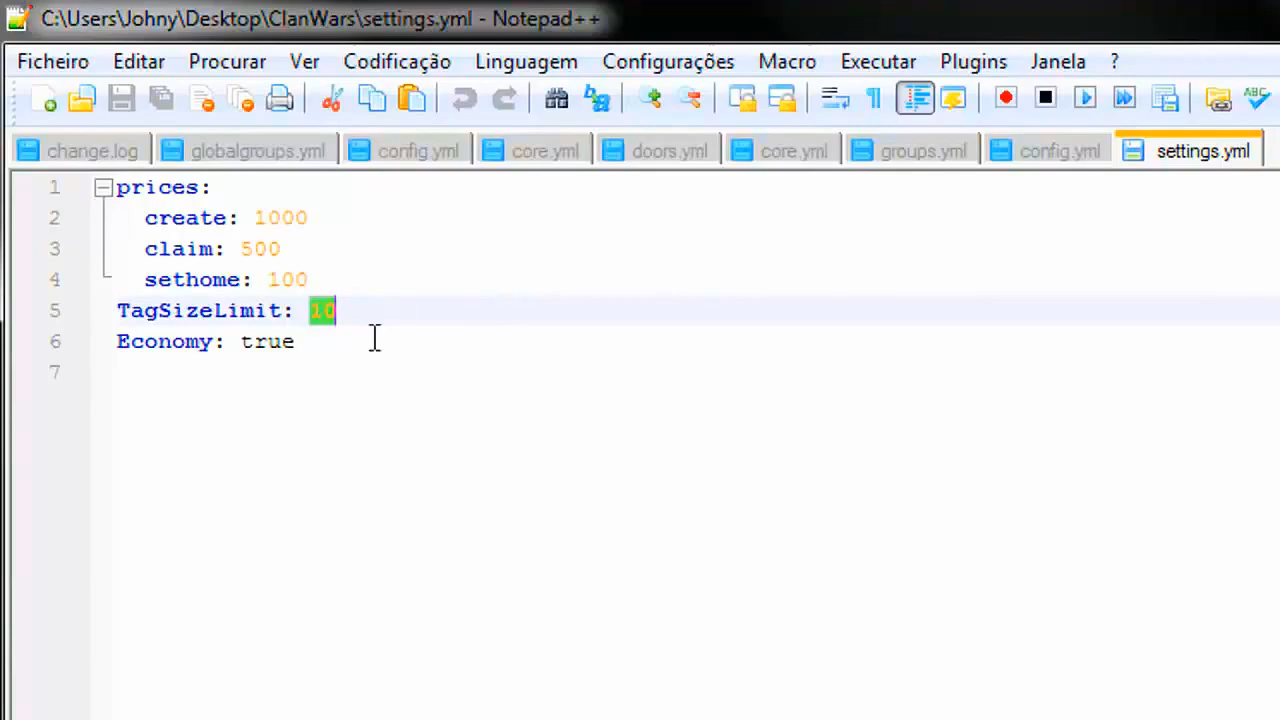 C:\Users\Johny\Desktop\ClanWars\settings.yml - Notepad++
Ficheiro Editar Procurar Ver Codificação Linguagem Configurações Macro Executar Plugins Janela ?
ABC
change.log globalgroups.yml config.yml core.yml doors.yml core.yml groups.yml config.yml settings.yml
1 prices:
2 create: 1000
3 claim: 500
4 sethome: 100
5 TagSizeLimit: 10
6 Economy: true
7